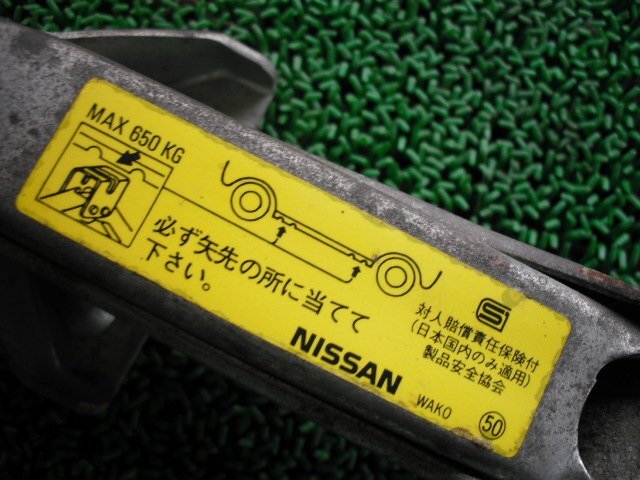 MAX 650 KG
必ず矢先の所に当てて
下さい。
NISSAN
対人賠償責任保険付
(日本国内のみ適用)
製品安全協会
WAKO
50